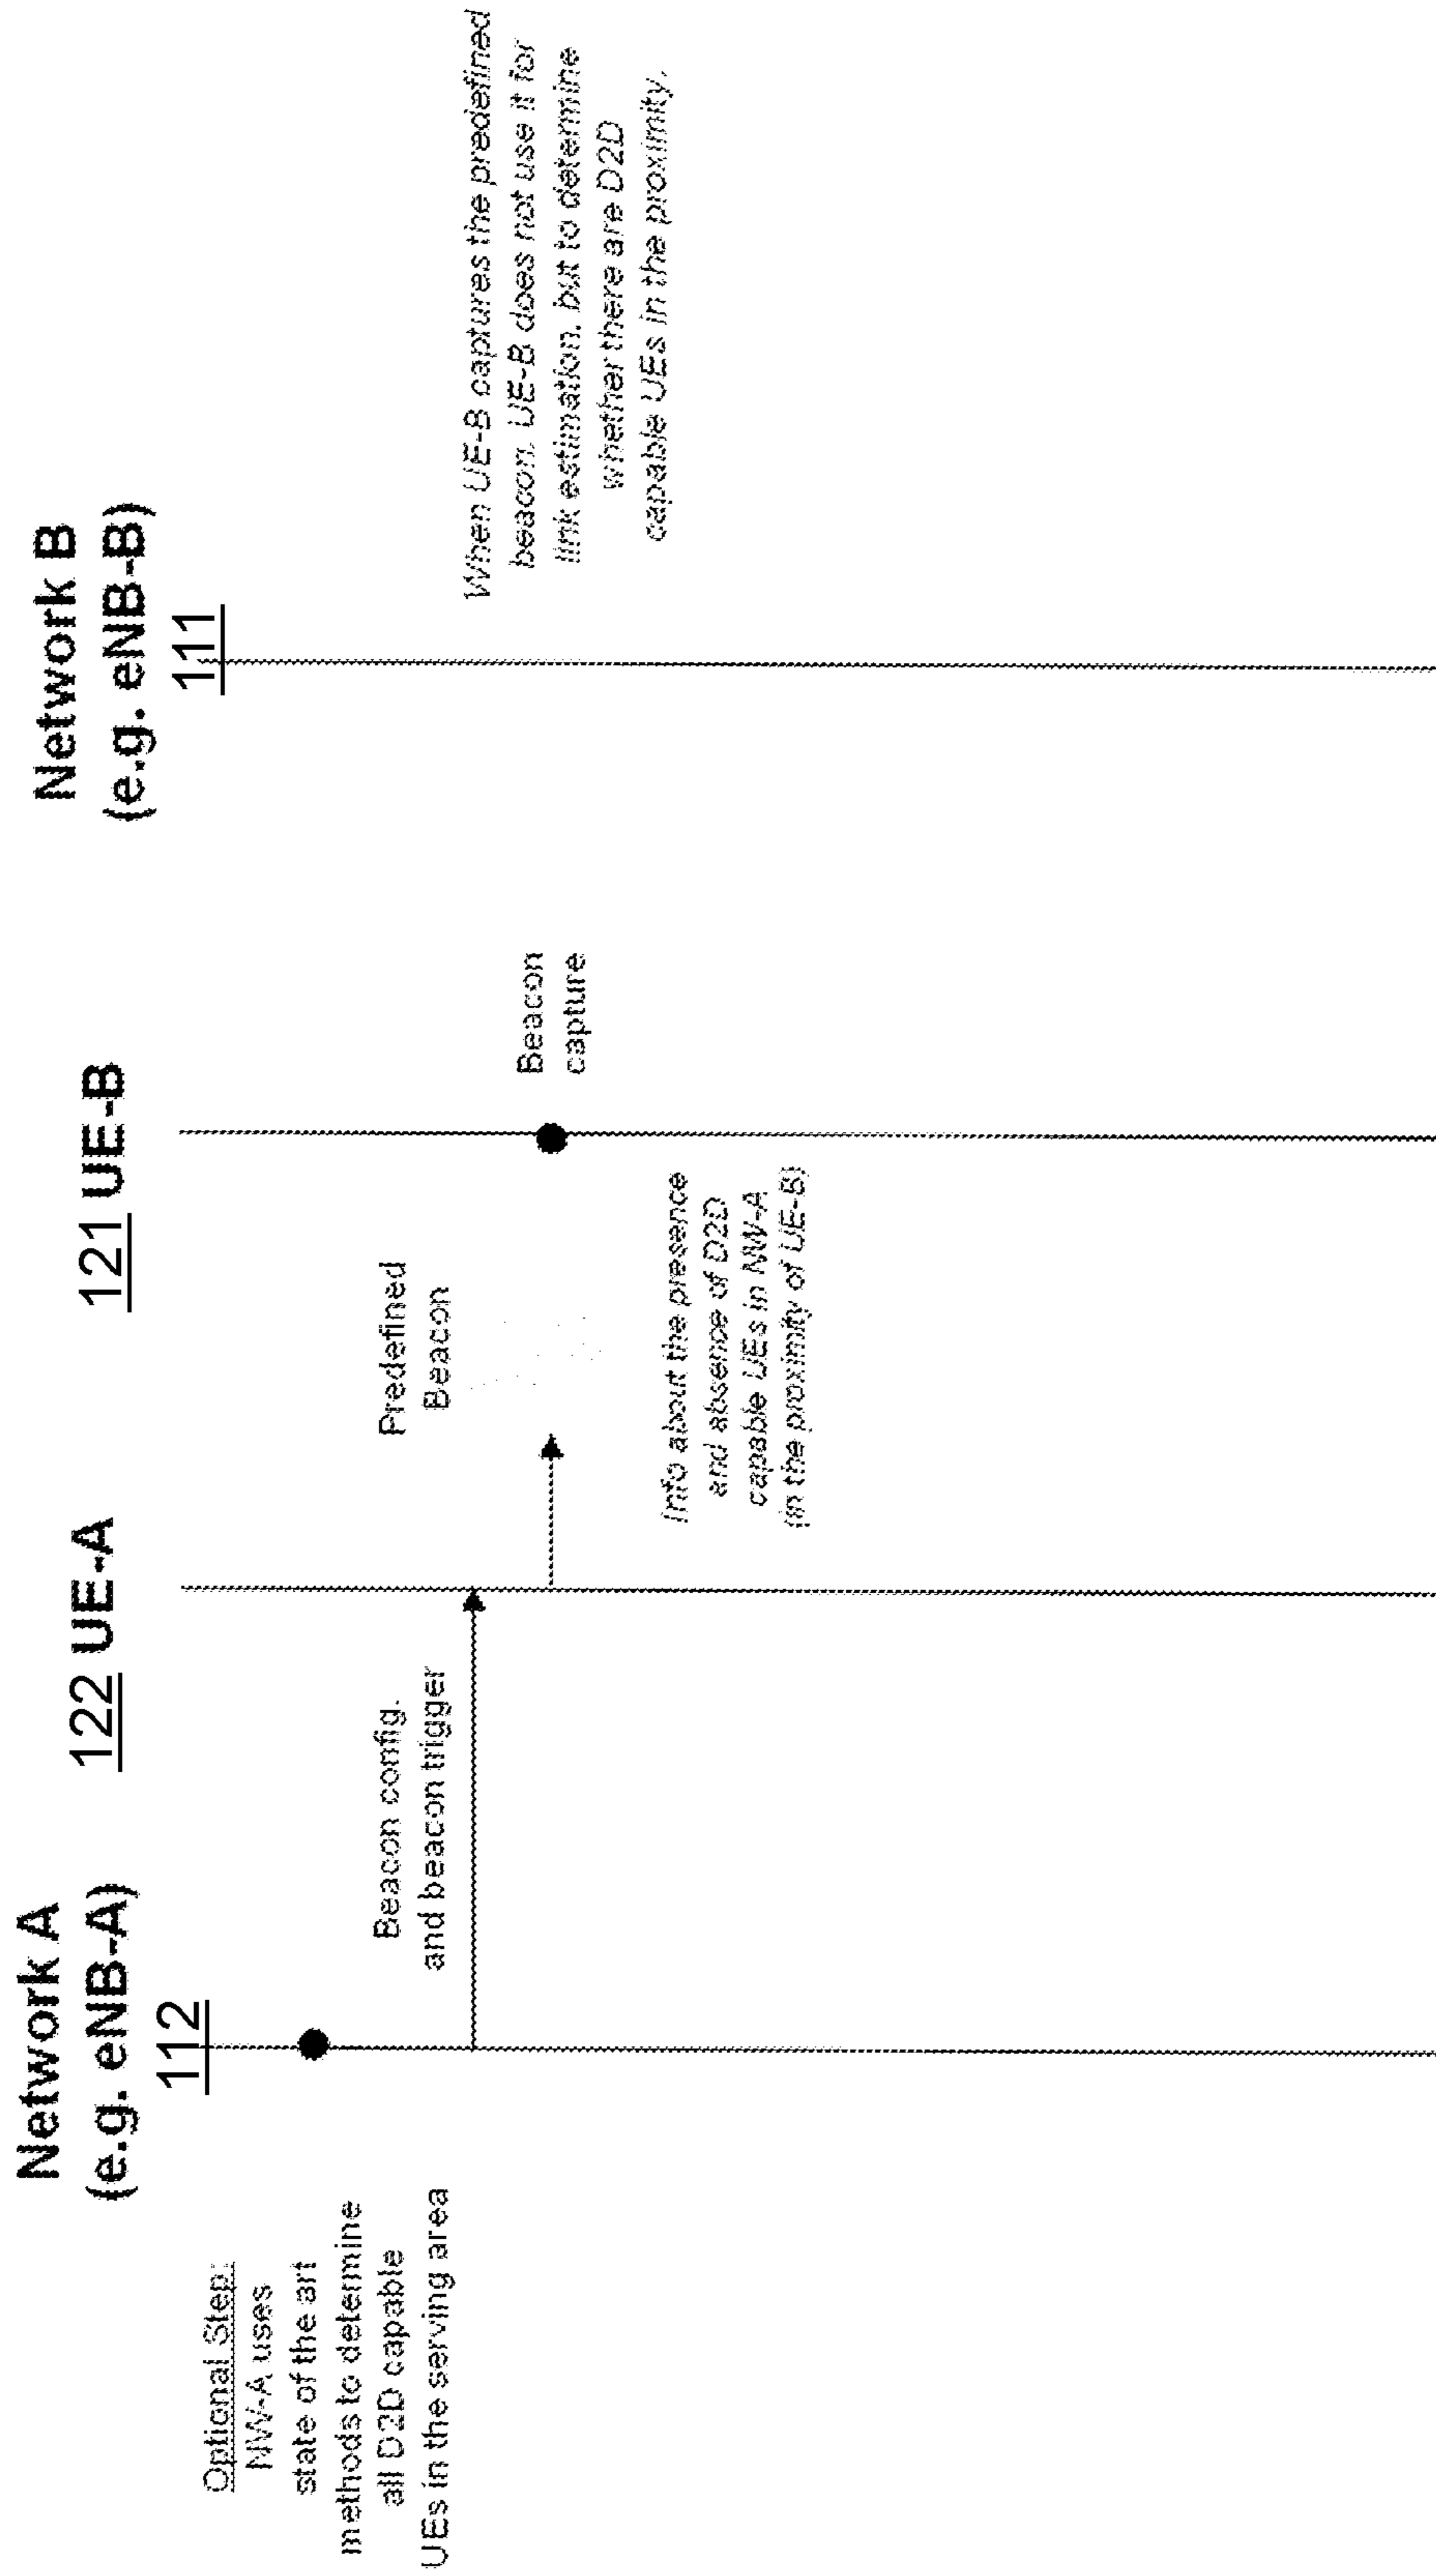 Network A
(e.g. eNB-A)
112
122 UE-A
121 UE-B
Network B
(e.g. eNB-B)
111
Optional Step:
NW-A uses
state of the art
methods to determine
all D2D capable
UEs in the serving area
Beacon config.
and beacon trigger
Predefined
Beacon
Info about the presence
and absence of D2D
capable UEs in NW-A
(in the proximity of UE-B)
Beacon
capture
When UE-B captures the predefined
beacon, UE-B does not use it for
link estimation, but to determine
whether there are D2D
capable UEs in the proximity.